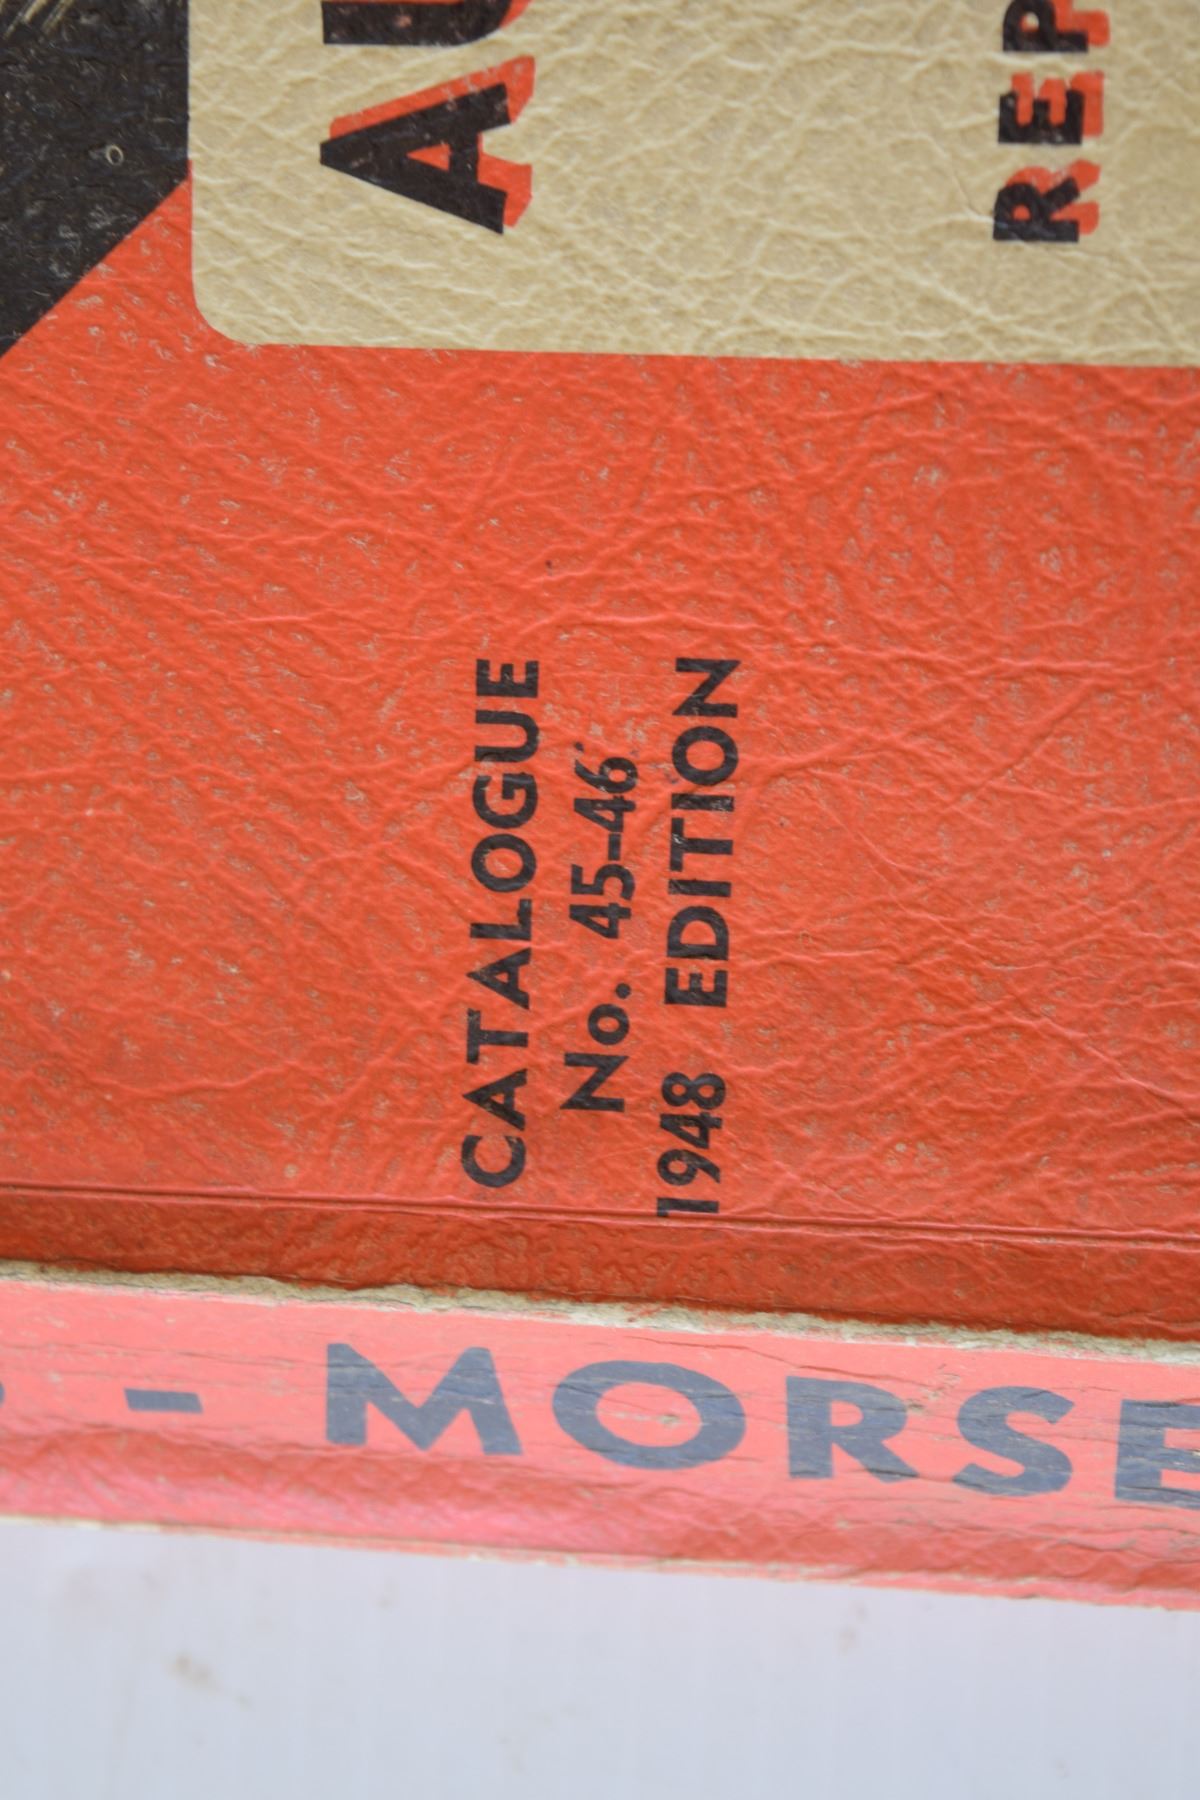 AU
REP
CATALOGUE
No. 45-46
1948 EDITION
- MORSE